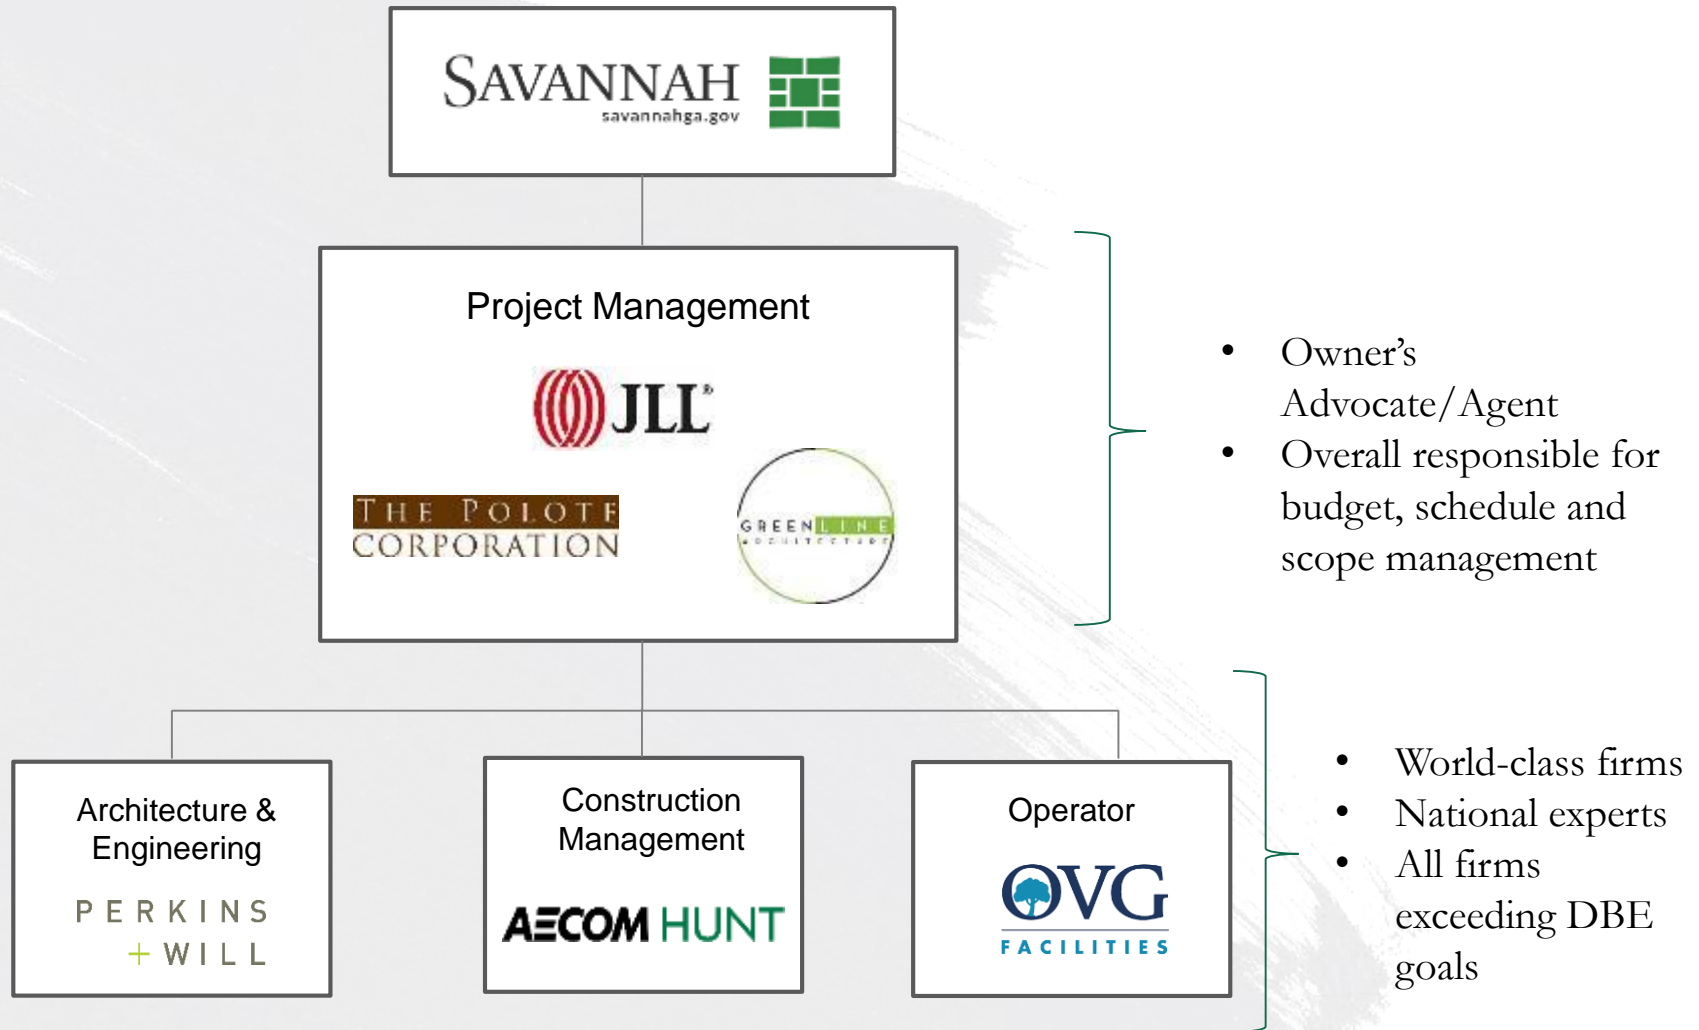 SAVANNAH
savannahga.gov
Project Management
JLL®
THE POLOTE
CORPORATION
GREENLINE
ARCHITECTURE
• Owner’s
Advocate/Agent
• Overall responsible for
budget, schedule and
scope management
Architecture &
Engineering
PERKINS
+ WILL
Construction
Management
AECOM HUNT
Operator
OVG
FACILITIES
• World-class firms
• National experts
• All firms
exceeding DBE
goals